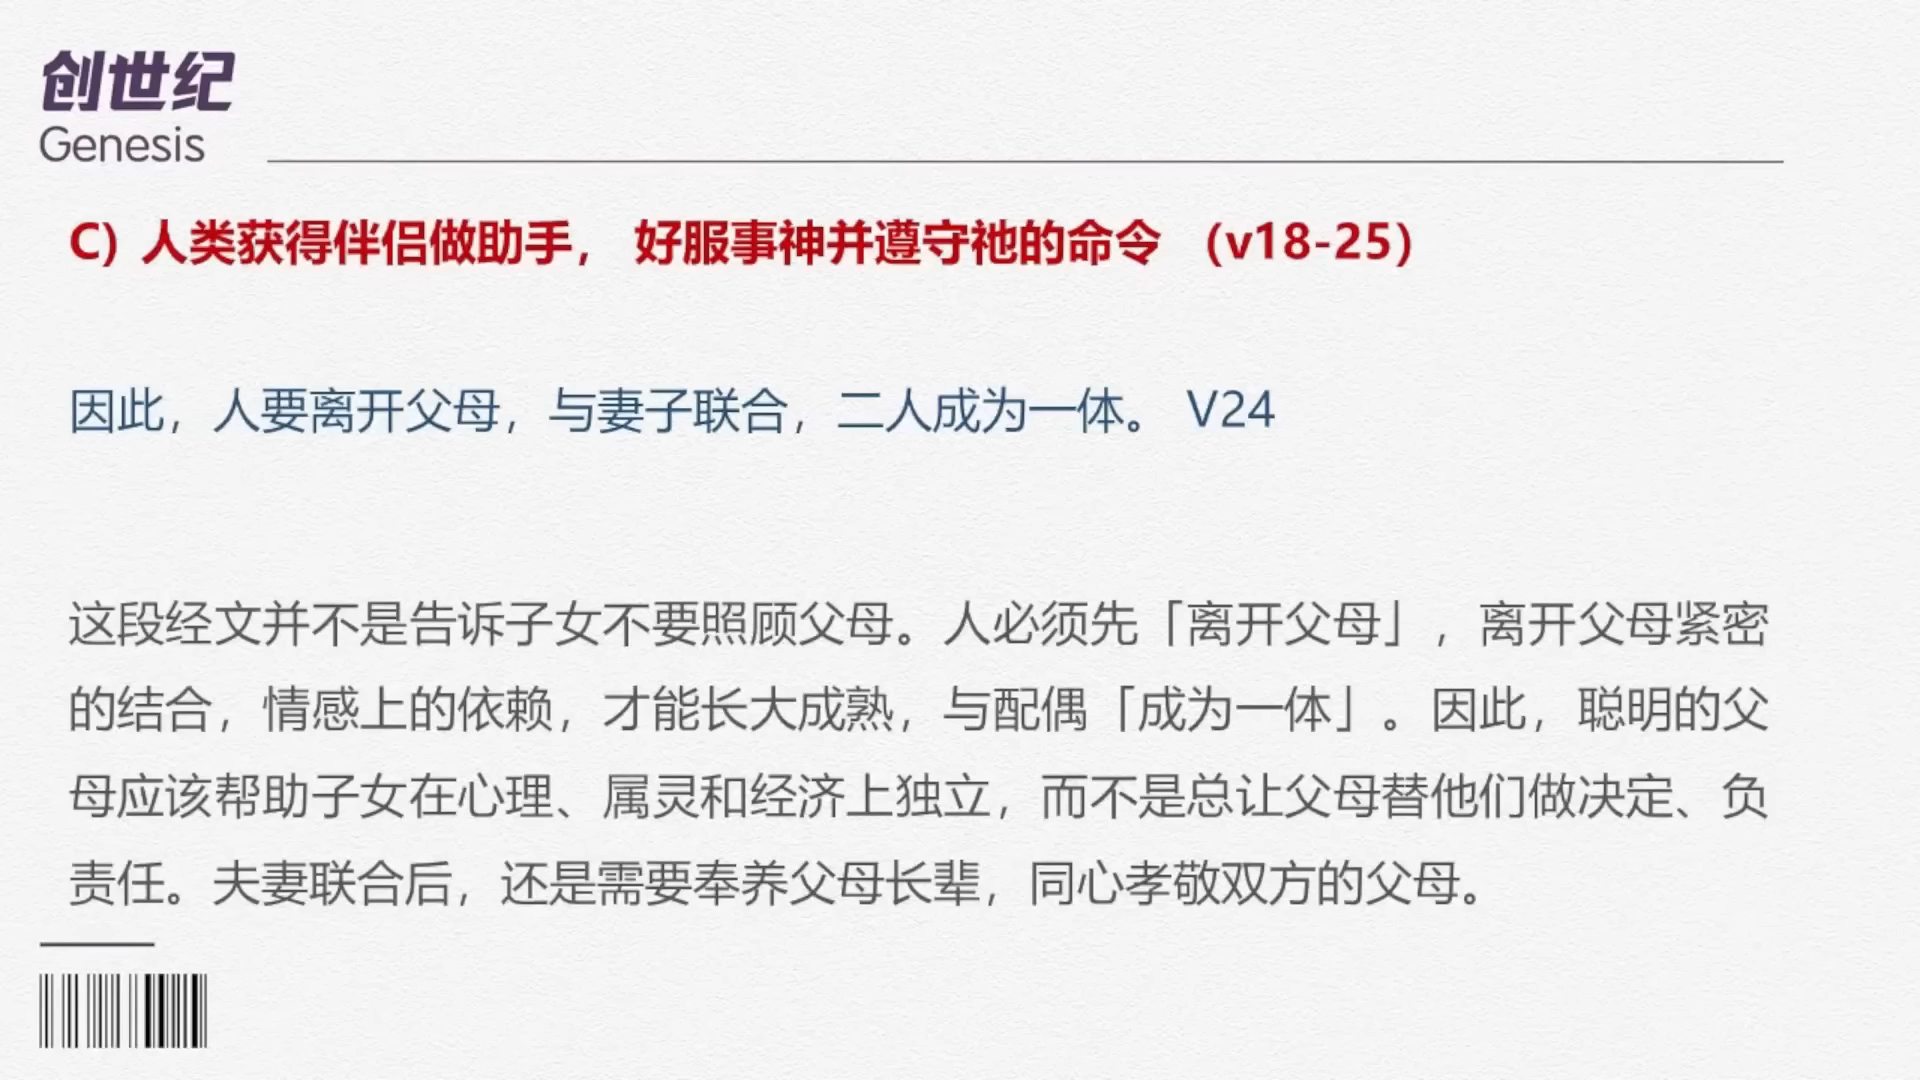 创世纪
Genesis
C) 人类获得伴侣做助手， 好服事神并遵守祂的命令 （v18-25）
因此，人要离开父母，与妻子联合，二人成为一体。 V24
这段经文并不是告诉子女不要照顾父母。人必须先「离开父母」，离开父母紧密
的结合，情感上的依赖，才能长大成熟，与配偶「成为一体」。因此，聪明的父
母应该帮助子女在心理、属灵和经济上独立，而不是总让父母替他们做决定、负
责任。夫妻联合后，还是需要奉养父母长辈，同心孝敬双方的父母。